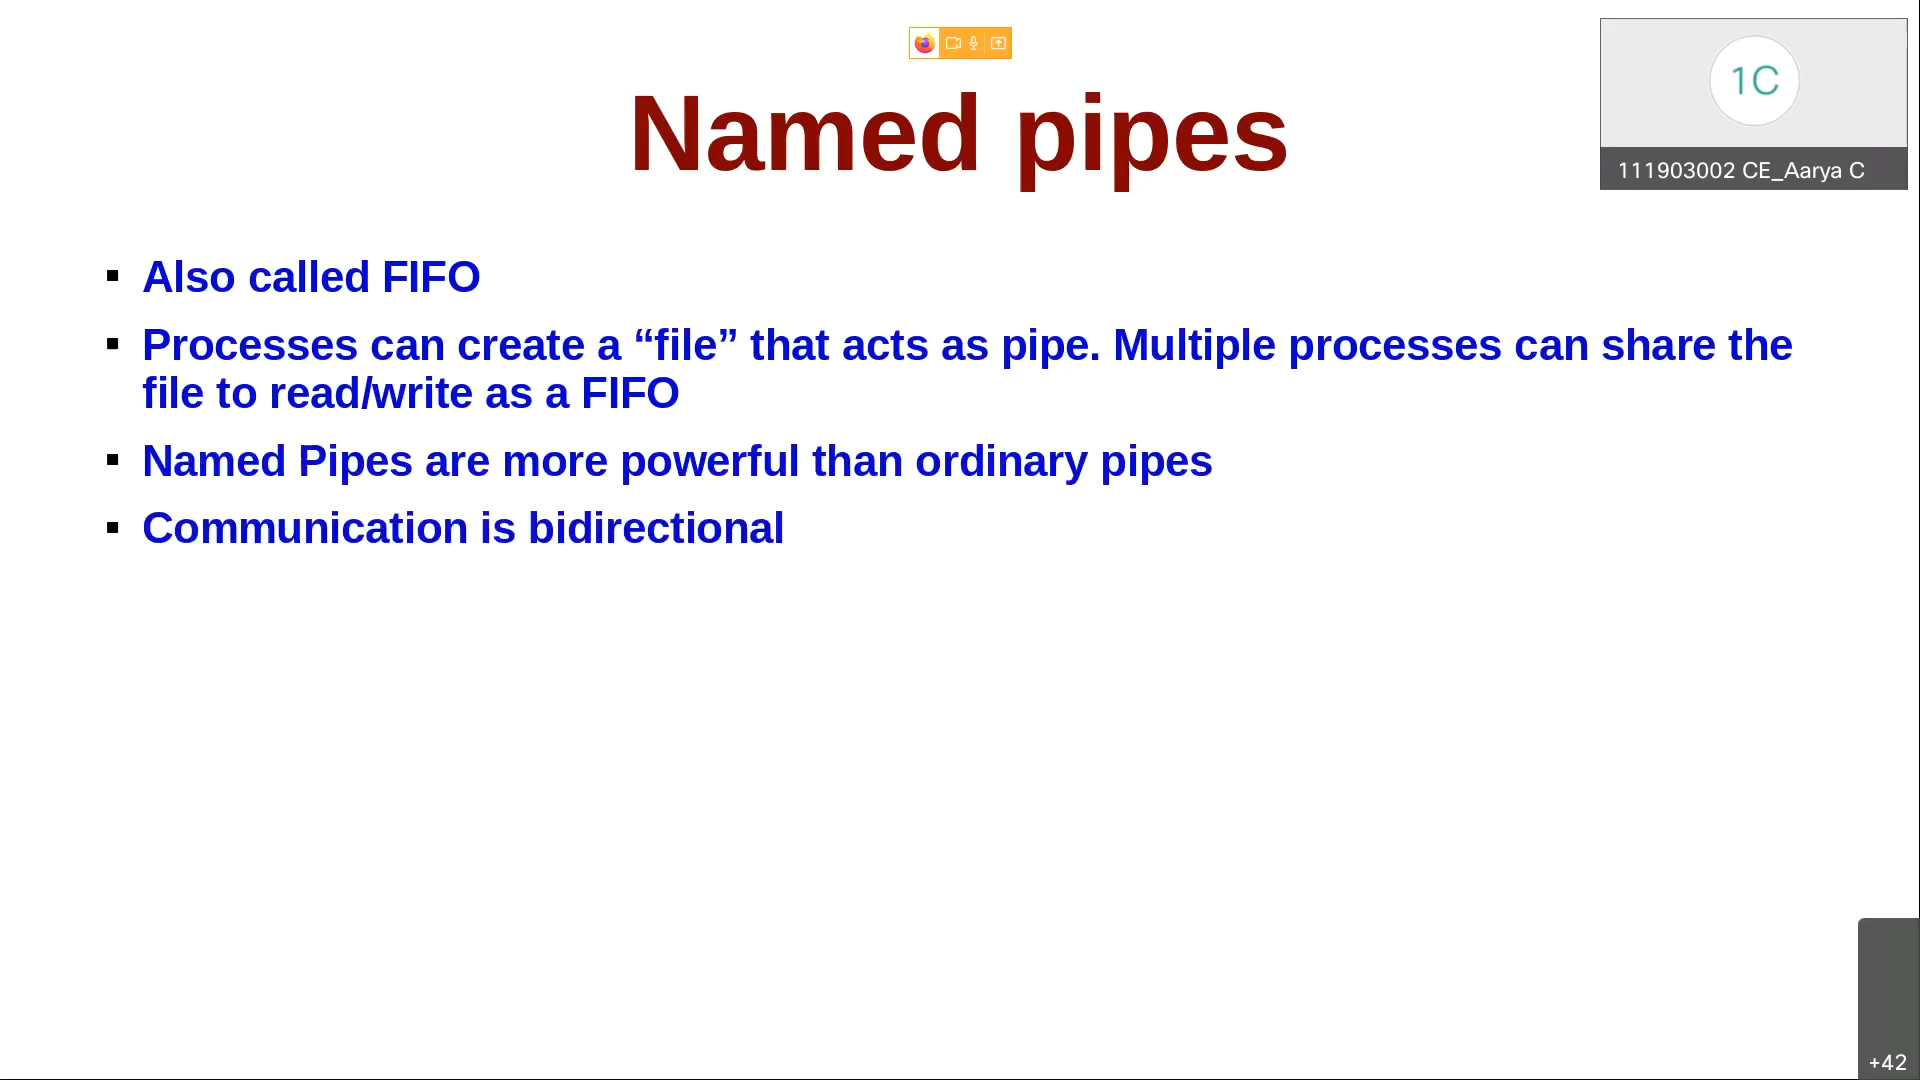 Named pipes
1C
111903002 CE_Aarya C
▪ Also called FIFO
▪ Processes can create a “file” that acts as pipe. Multiple processes can share the
file to read/write as a FIFO
▪ Named Pipes are more powerful than ordinary pipes
▪ Communication is bidirectional
+42